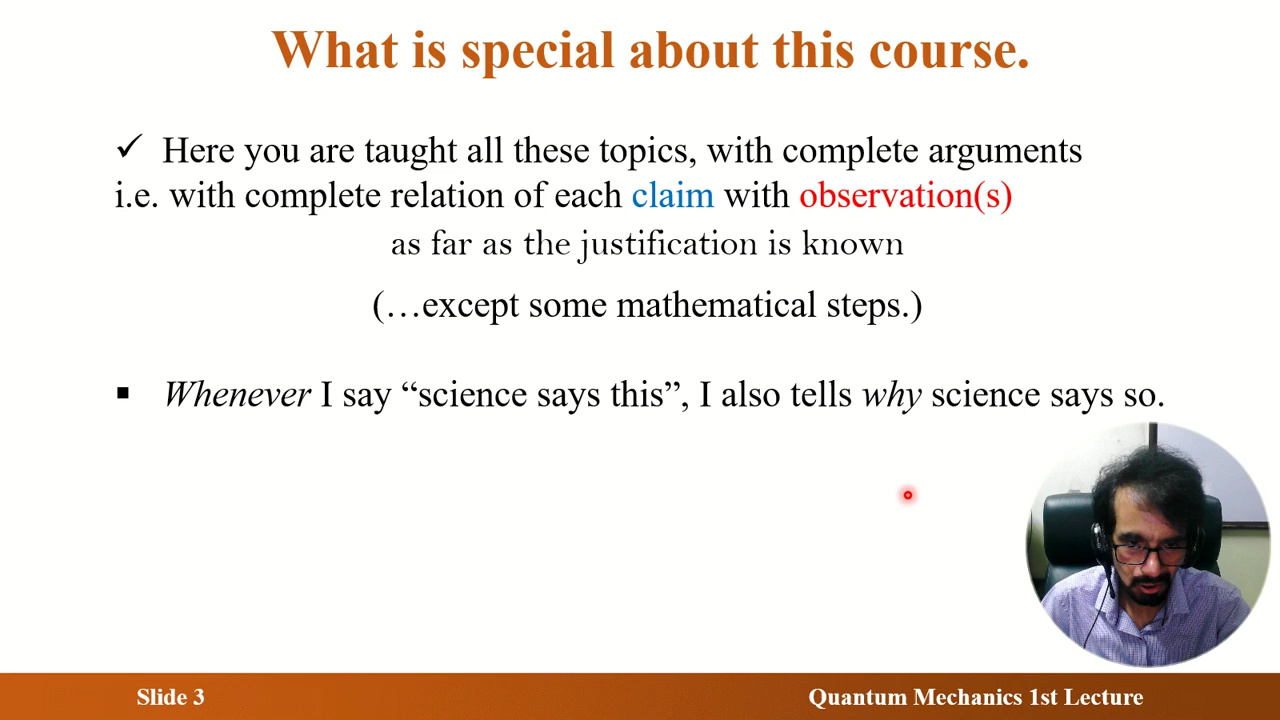 What is special about this course.
✓ Here you are taught all these topics, with complete arguments
i.e. with complete relation of each claim with observation(s)
as far as the justification is known
(…except some mathematical steps.)
▪ Whenever I say “science says this”, I also tells why science says so.
Slide 3
Quantum Mechanics 1st Lecture